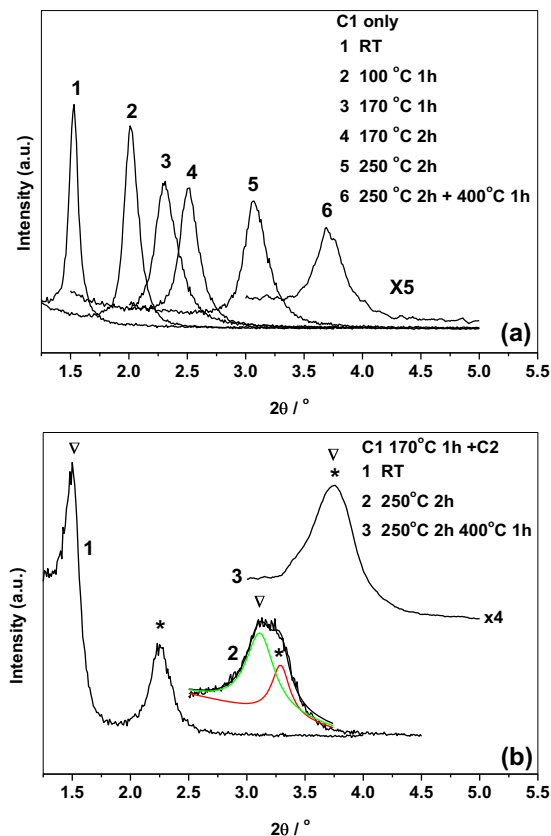 C1 only
1 RT
2 100 °C 1h
3 170 °C 1h
4 170 °C 2h
5 250 °C 2h
6 250 °C 2h + 400°C 1h
1
2
3
4
5
6
X5
(a)
Intensity (a.u.)
1.5 2.0 2.5 3.0 3.5 4.0 4.5 5.0 5.5
2θ / °
C1 170°C 1h +C2
1 RT
2 250°C 2h
3 250°C 2h 400°C 1h
▽
▽
*
1
3
x4
▽
*
2
*
(b)
Intensity (a.u.)
1.5 2.0 2.5 3.0 3.5 4.0 4.5 5.0 5.5
2θ / °